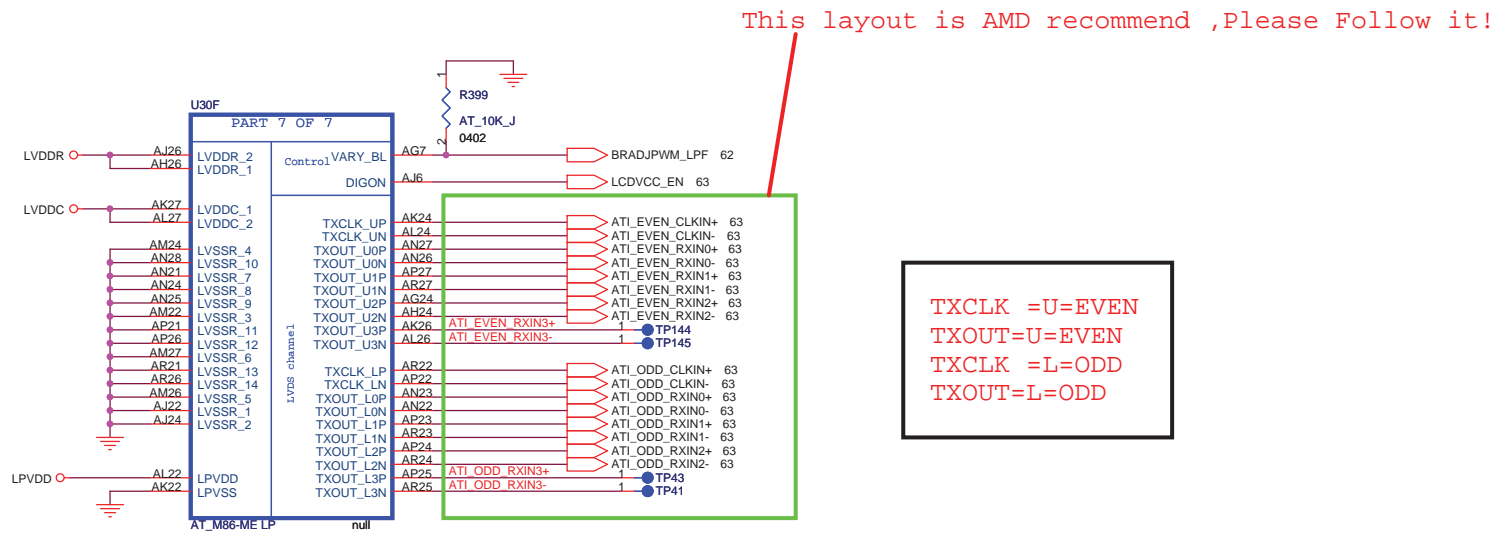 This layout is AMD recommend ,Please Follow it!
1
R399
AT_10K_J
0402
2
U30F
PART 7 OF 7
LVDDR AJ26 LVDDR_2 Control VARY_BL AG7 BRADJPWM_LPF 62
AH26 LVDDR_1
DIGON AJ6 LCDVCC_EN 63
LVDDC AK27 LVDDC_1
AL27 LVDDC_2
TXCLK_UP AK24 ATI_EVEN_CLKIN+ 63
TXCLK_UN AL24 ATI_EVEN_CLKIN- 63
AM24 LVSSR_4 TXOUT_U0P AN27 ATI_EVEN_RXIN0+ 63
AN28 LVSSR_10 TXOUT_U0N AN26 ATI_EVEN_RXIN0- 63
AN21 LVSSR_7 TXOUT_U1P AP27 ATI_EVEN_RXIN1+ 63
AN24 LVSSR_8 TXOUT_U1N AR27 ATI_EVEN_RXIN1- 63
AN25 LVSSR_9 TXOUT_U2P AG24 ATI_EVEN_RXIN2+ 63
AM22 LVSSR_3 TXOUT_U2N AH24 ATI_EVEN_RXIN2- 63
AP21 LVSSR_11 TXOUT_U3P AK26 ATI_EVEN_RXIN3+ 1 TP144
AP26 LVSSR_12 TXOUT_U3N AL26 ATI_EVEN_RXIN3- 1 TP145
AM27 LVSSR_6
AR21 LVSSR_13 TXCLK_LP AR22 ATI_ODD_CLKIN+ 63
AR26 LVSSR_14 TXCLK_LN AP22 ATI_ODD_CLKIN- 63
AM26 LVSSR_5 TXOUT_L0P AN23 ATI_ODD_RXIN0+ 63
AJ22 LVSSR_1 TXOUT_L0N AN22 ATI_ODD_RXIN0- 63
AJ24 LVSSR_2 TXOUT_L1P AP23 ATI_ODD_RXIN1+ 63
TXOUT_L1N AR23 ATI_ODD_RXIN1- 63
TXOUT_L2P AP24 ATI_ODD_RXIN2+ 63
TXOUT_L2N AR24 ATI_ODD_RXIN2- 63
LPVDD AL22 LPVDD TXOUT_L3P AP25 ATI_ODD_RXIN3+ 1 TP43
AK22 LPVSS TXOUT_L3N AR25 ATI_ODD_RXIN3- 1 TP41
LVDS channel
AT_M86-ME LP null
TXCLK =U=EVEN
TXOUT=U=EVEN
TXCLK =L=ODD
TXOUT=L=ODD